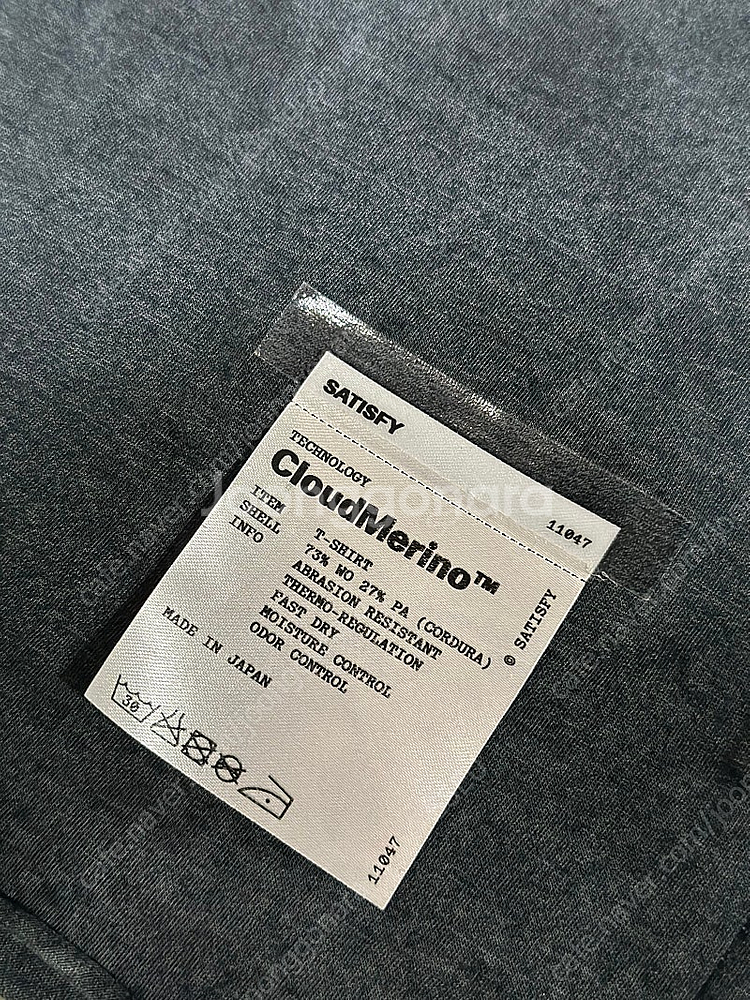 SATISFY
11047
TECHNOLOGY
CloudMerino™
ITEM T-SHIRT
SHELL 73% WO 27% PA (CORDURA)
INFO ABRASION RESISTANT
THERMO-REGULATION
FAST DRY
MOISTURE CONTROL
ODOR CONTROL
MADE IN JAPAN
30
© SATISFY
11047
Joonggonara